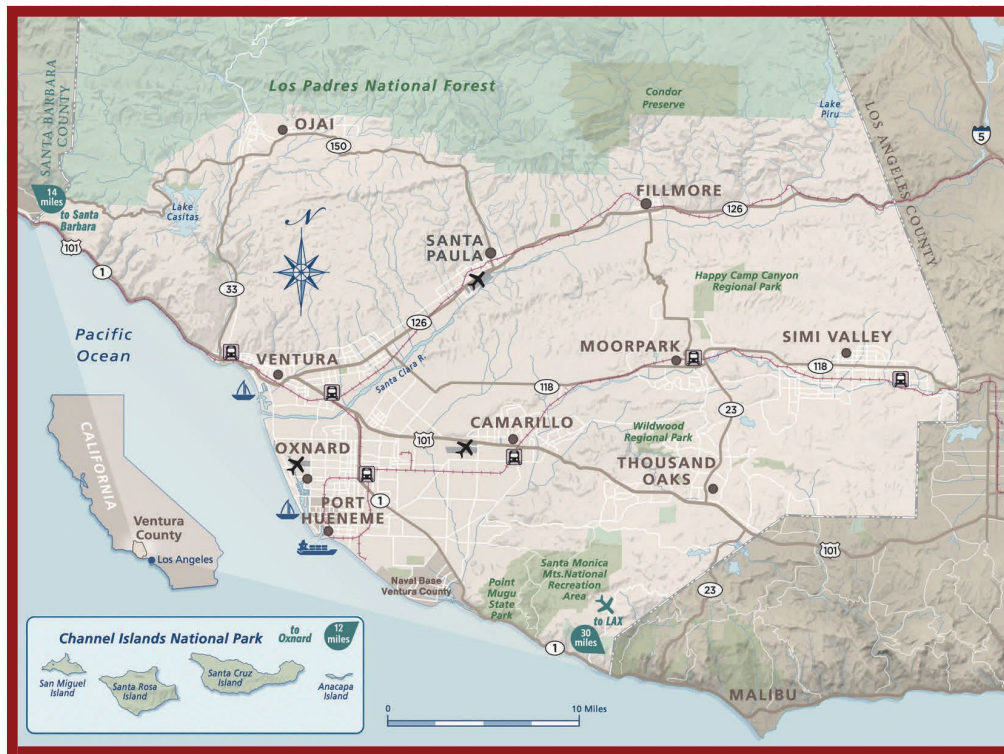 Los Padres National Forest
Condor
Preserve
Lake
Piru
SANTA BARBARA
COUNTY
LOS ANGELES COUNTY
5
OJAI
150
14
miles
to Santa
Barbara
Lake
Casitas
FILLMORE
126
101
1
N
SANTA
PAULA
33
Happy Camp Canyon
Regional Park
Pacific
Ocean
126
VENTURA
Santa Clara R.
MOORPARK
SIMI VALLEY
118
118
23
CAMARILLO
101
Wildwood
Regional Park
OXNARD
THOUSAND
OAKS
1
PORT
HUENEME
CALIFORNIA
Ventura
County
Los Angeles
101
Naval Base
Ventura County
Point
Mugu
State
Park
Santa Monica
Mts.National
Recreation
Area
23
to LAX
30
miles
1
Channel Islands National Park
to
Oxnard
12
miles
San Miguel
Island
Santa Rosa
Island
Santa Cruz
Island
Anacapa
Island
MALIBU
0
10 Miles